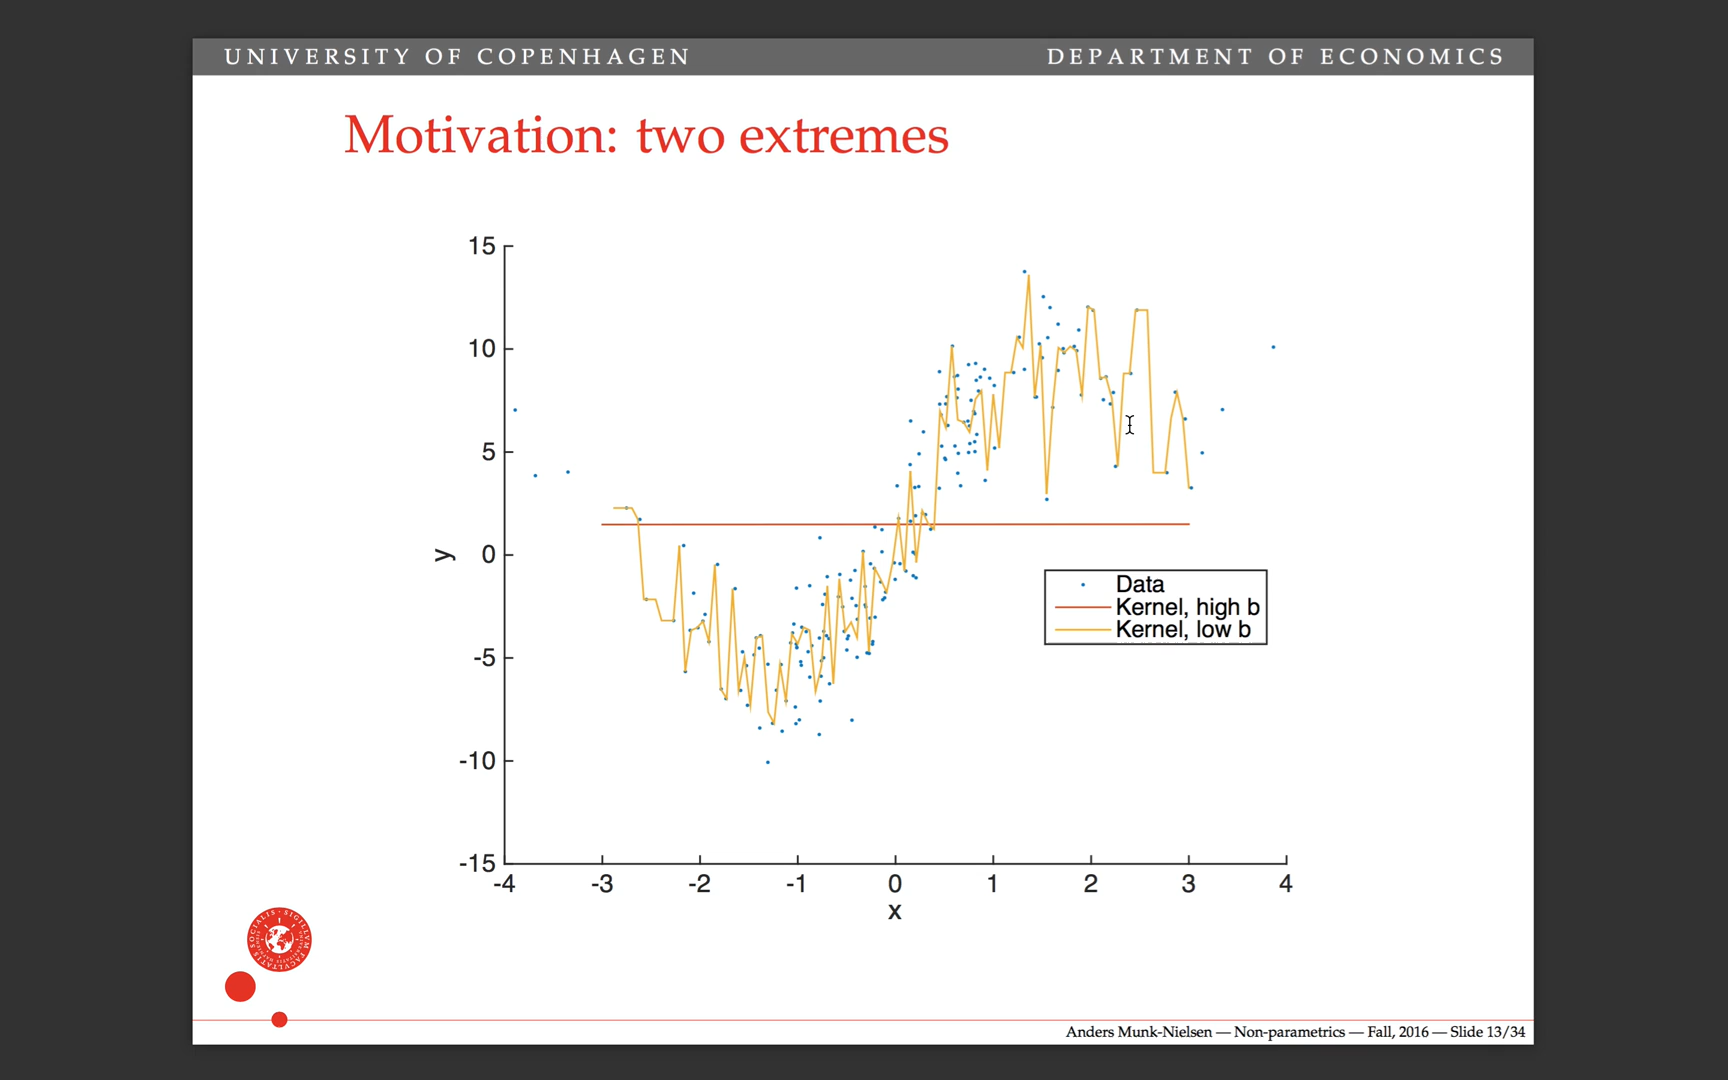 UNIVERSITY OF COPENHAGEN
DEPARTMENT OF ECONOMICS
Motivation: two extremes
15
10
5
0
-5
-10
-15
y
-4 -3 -2 -1 0 1 2 3 4
x
Data
Kernel, high b
Kernel, low b
Anders Munk-Nielsen — Non-parametrics — Fall, 2016 — Slide 13/34